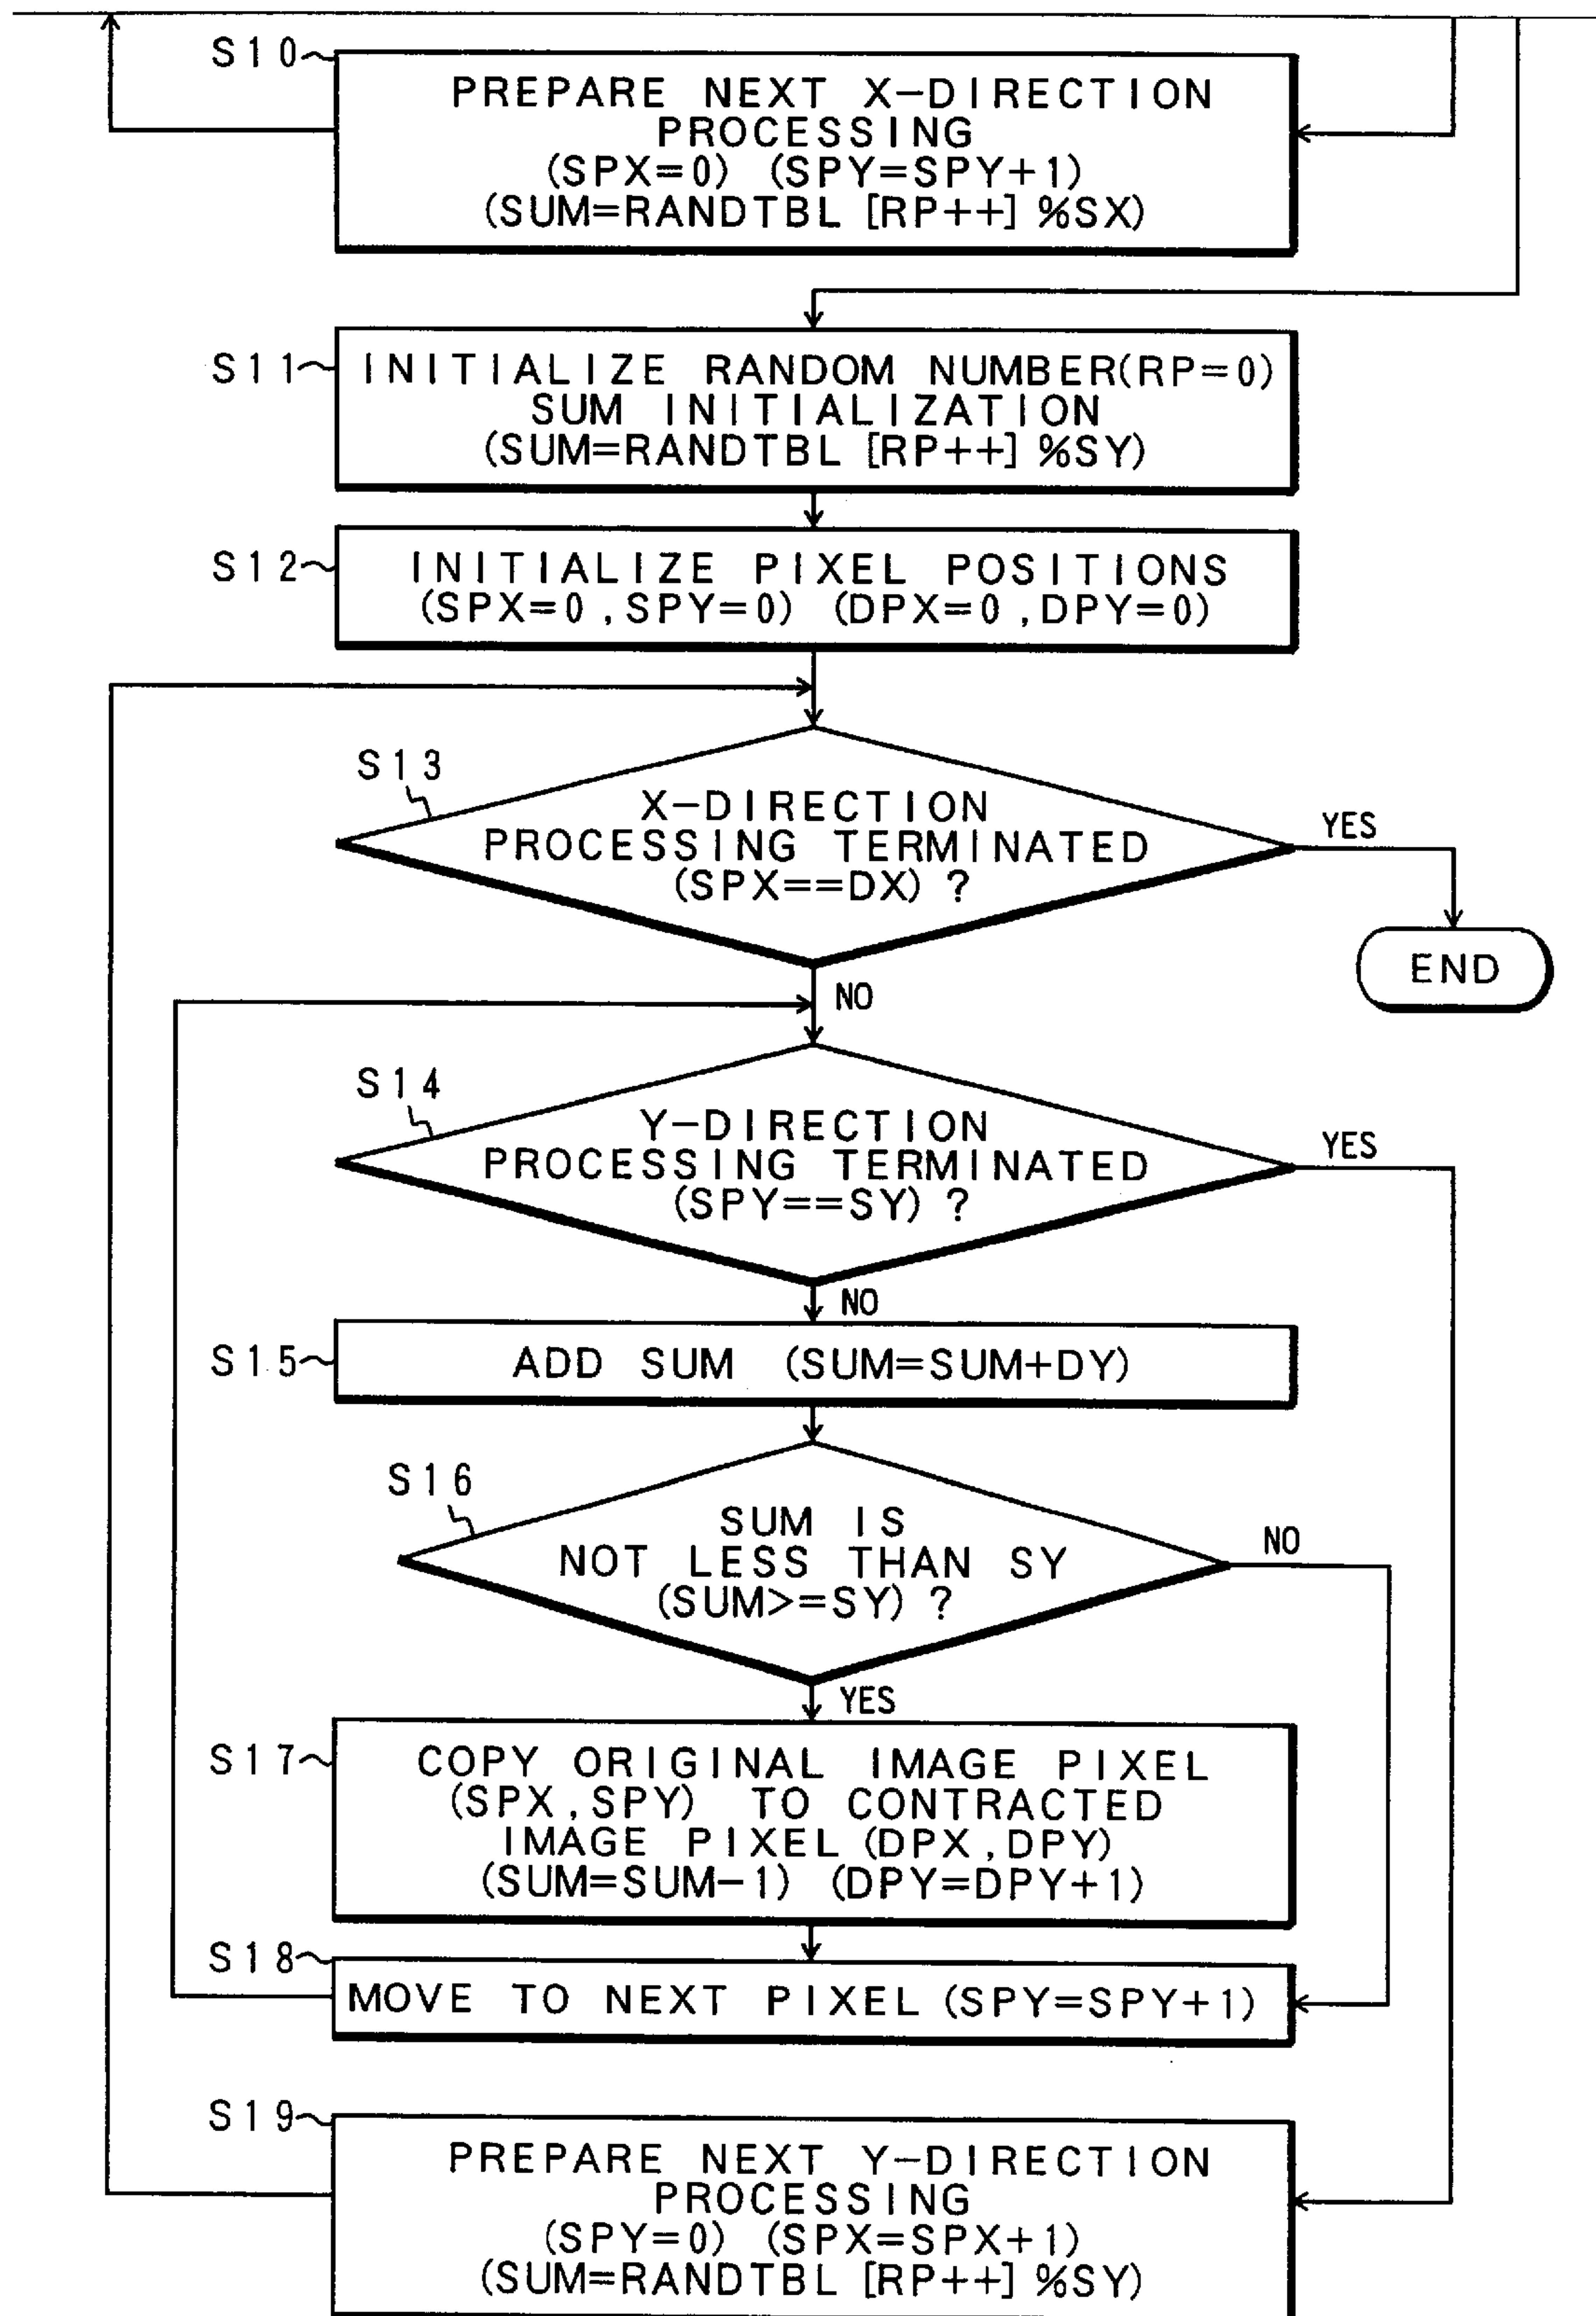 S10
PREPARE NEXT X-DIRECTION
PROCESSING
(SPX=0) (SPY=SPY+1)
(SUM=RANDTBL [RP++] %SX)
S11
INITIALIZE RANDOM NUMBER(RP=0)
SUM INITIALIZATION
(SUM=RANDTBL [RP++] %SY)
S12
INITIALIZE PIXEL POSITIONS
(SPX=0 ,SPY=0) (DPX=0 ,DPY=0)
S13
X-DIRECTION
PROCESSING TERMINATED
(SPX==DX) ?
YES
END
NO
S14
Y-DIRECTION
PROCESSING TERMINATED
(SPY==SY) ?
YES
NO
S15
ADD SUM (SUM=SUM+DY)
S16
SUM IS
NOT LESS THAN SY
(SUM>=SY) ?
NO
YES
S17
COPY ORIGINAL IMAGE PIXEL
(SPX,SPY) TO CONTRACTED
IMAGE PIXEL (DPX,DPY)
(SUM=SUM-1) (DPY=DPY+1)
S18
MOVE TO NEXT PIXEL (SPY=SPY+1)
S19
PREPARE NEXT Y-DIRECTION
PROCESSING
(SPY=0) (SPX=SPX+1)
(SUM=RANDTBL [RP++] %SY)